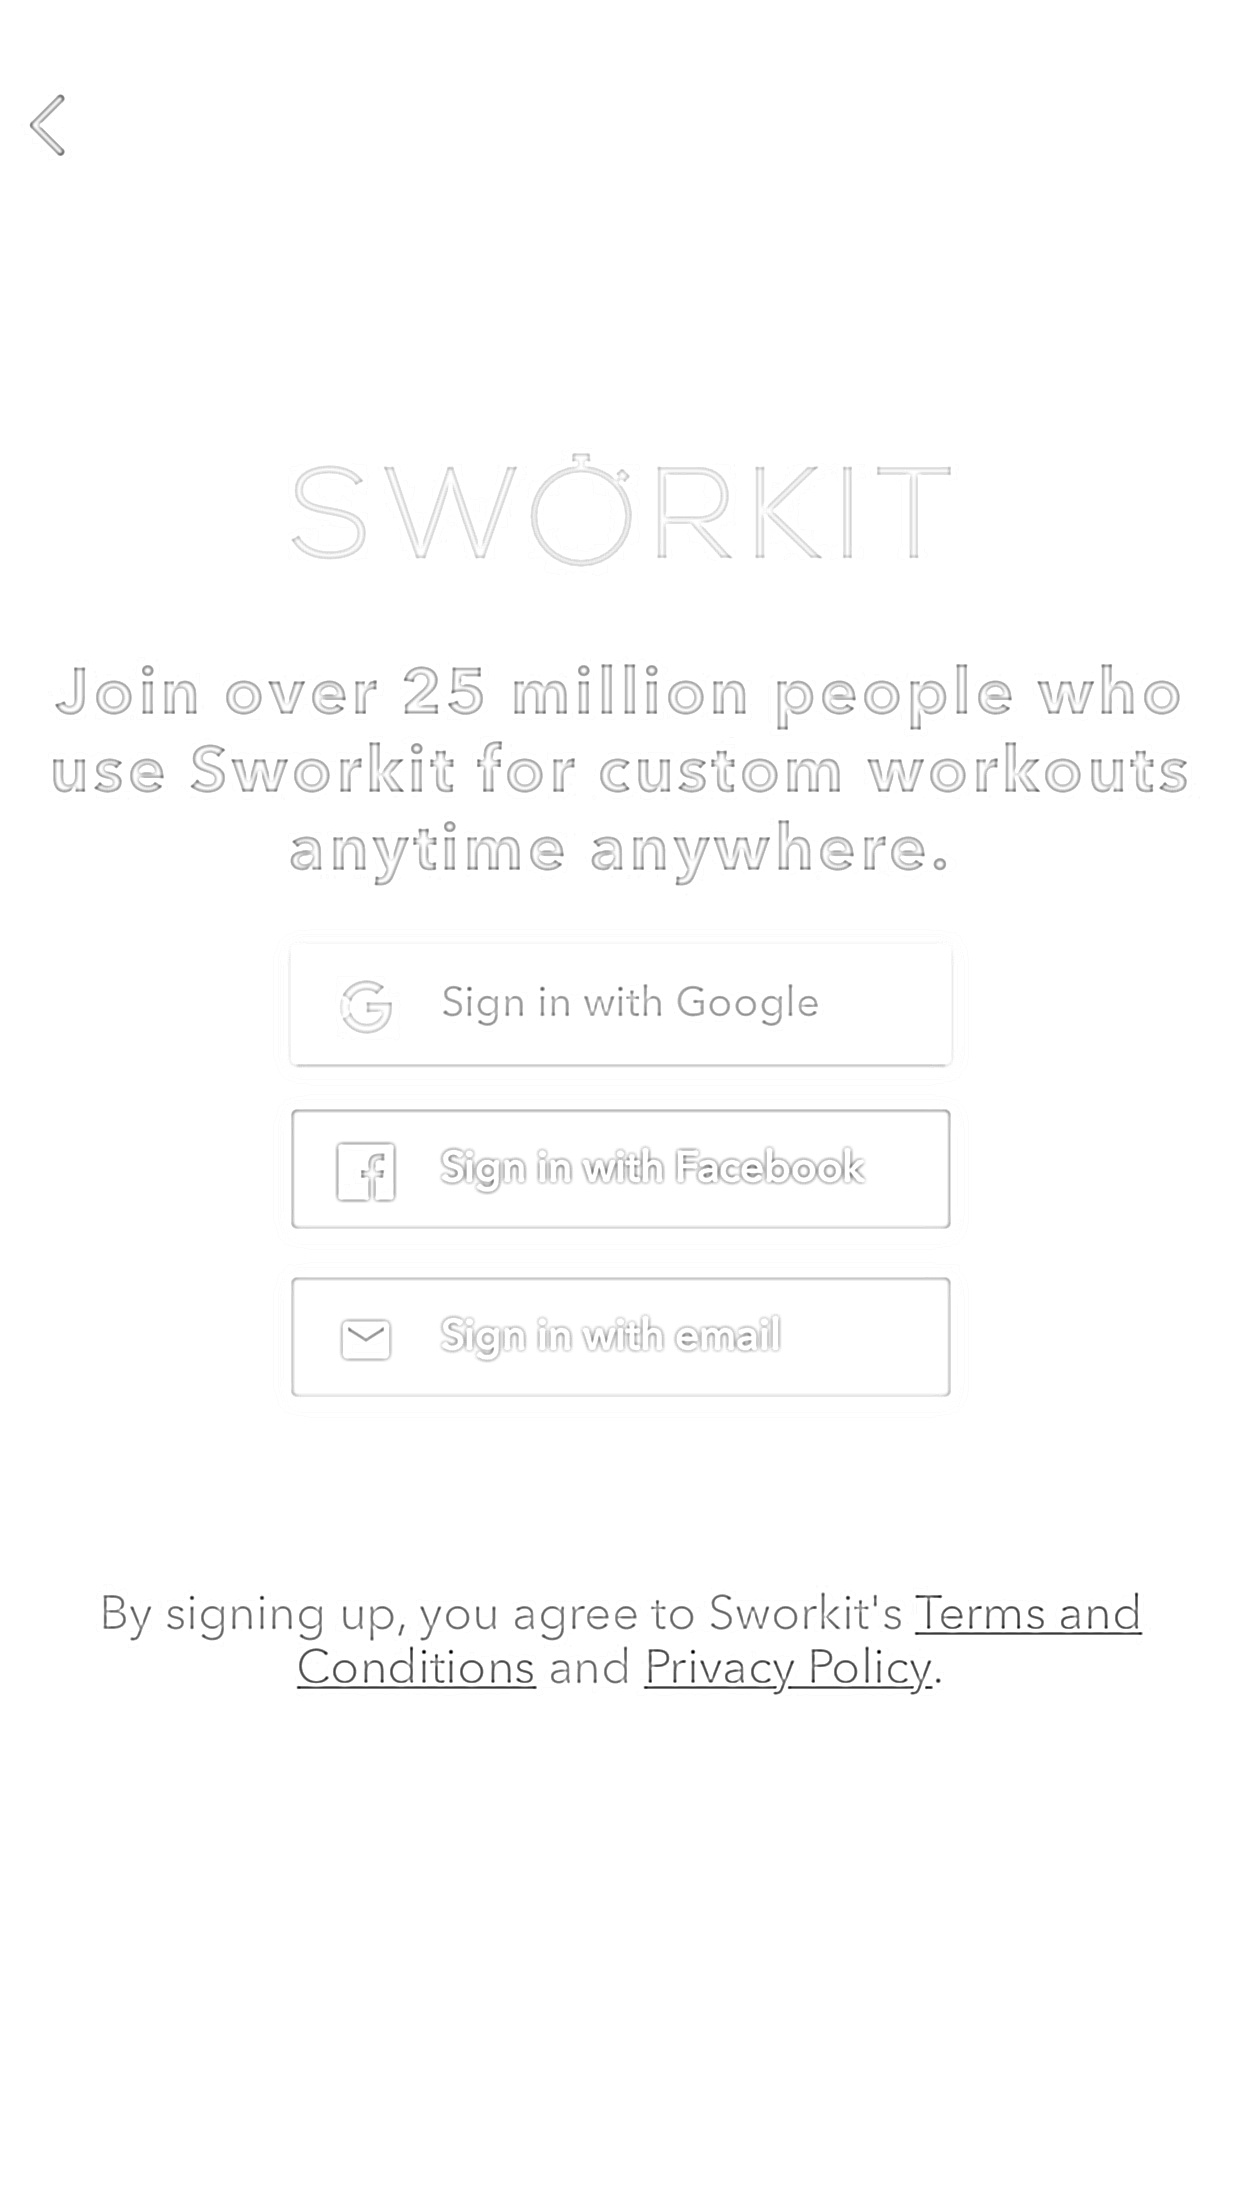 SWORKIT
Join over 25 million people who
use Sworkit for custom workouts
anytime anywhere.
Sign in with Google
Sign in with Facebook
Sign in with email
By signing up, you agree to Sworkit's Terms and
Conditions and Privacy Policy.